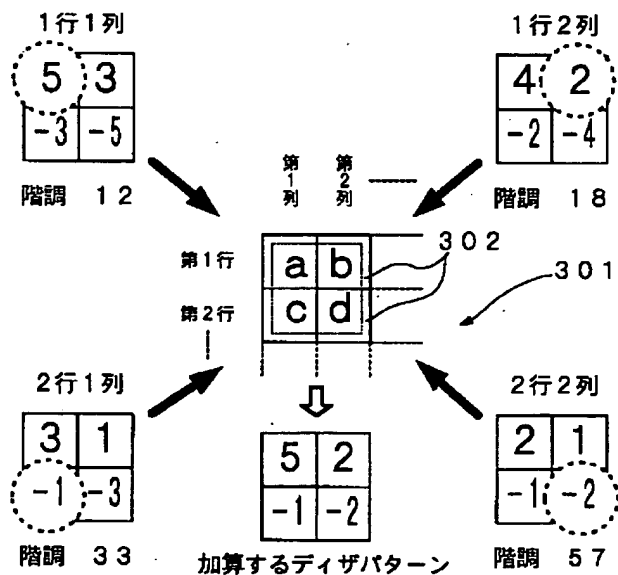 1行1列
5 3
-3 -5
階調 12
1行2列
4 2
-2 -4
階調 18
第1列 第2列
第1行
第2行
a b
c d
302
301
2行1列
3 1
-1 -3
階調 33
5 2
-1 -2
加算するディザパターン
2行2列
2 1
-1 -2
階調 57